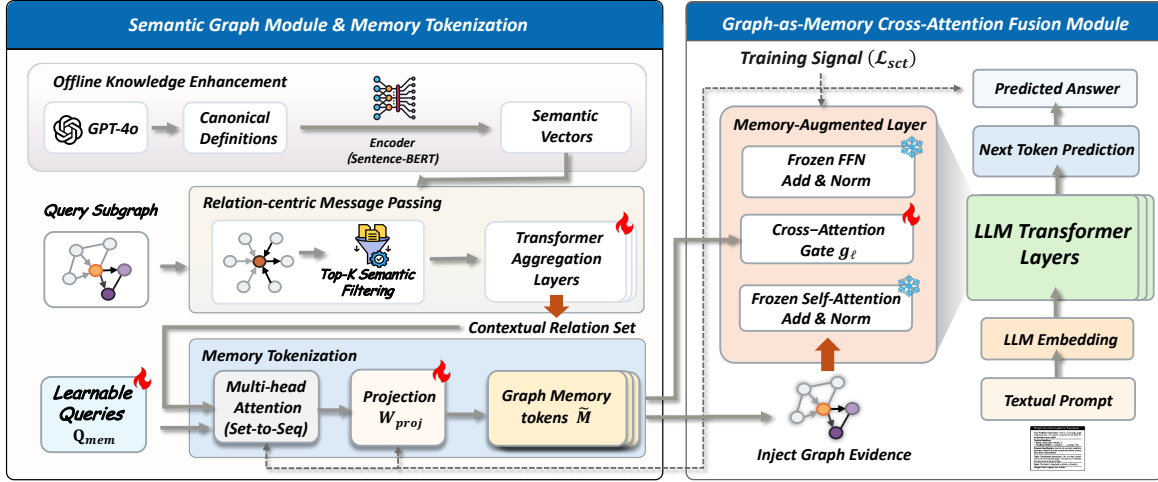 Semantic Graph Module & Memory Tokenization
Offline Knowledge Enhancement
GPT-4o
Canonical
Definitions
Encoder
(Sentence-BERT)
Semantic
Vectors
Query Subgraph
Relation-centric Message Passing
Top-K Semantic
Filtering
Transformer
Aggregation
Layers
Contextual Relation Set
Memory Tokenization
Learnable
Queries
Q_mem
Multi-head
Attention
(Set-to-Seq)
Projection
W_proj
Graph Memory
tokens M̃
Graph-as-Memory Cross-Attention Fusion Module
Training Signal (ℒ_sct)
Memory-Augmented Layer
Frozen FFN
Add & Norm
Cross–Attention
Gate g_ℓ
Frozen Self-Attention
Add & Norm
Inject Graph Evidence
Predicted Answer
Next Token Prediction
LLM Transformer
Layers
LLM Embedding
Textual Prompt